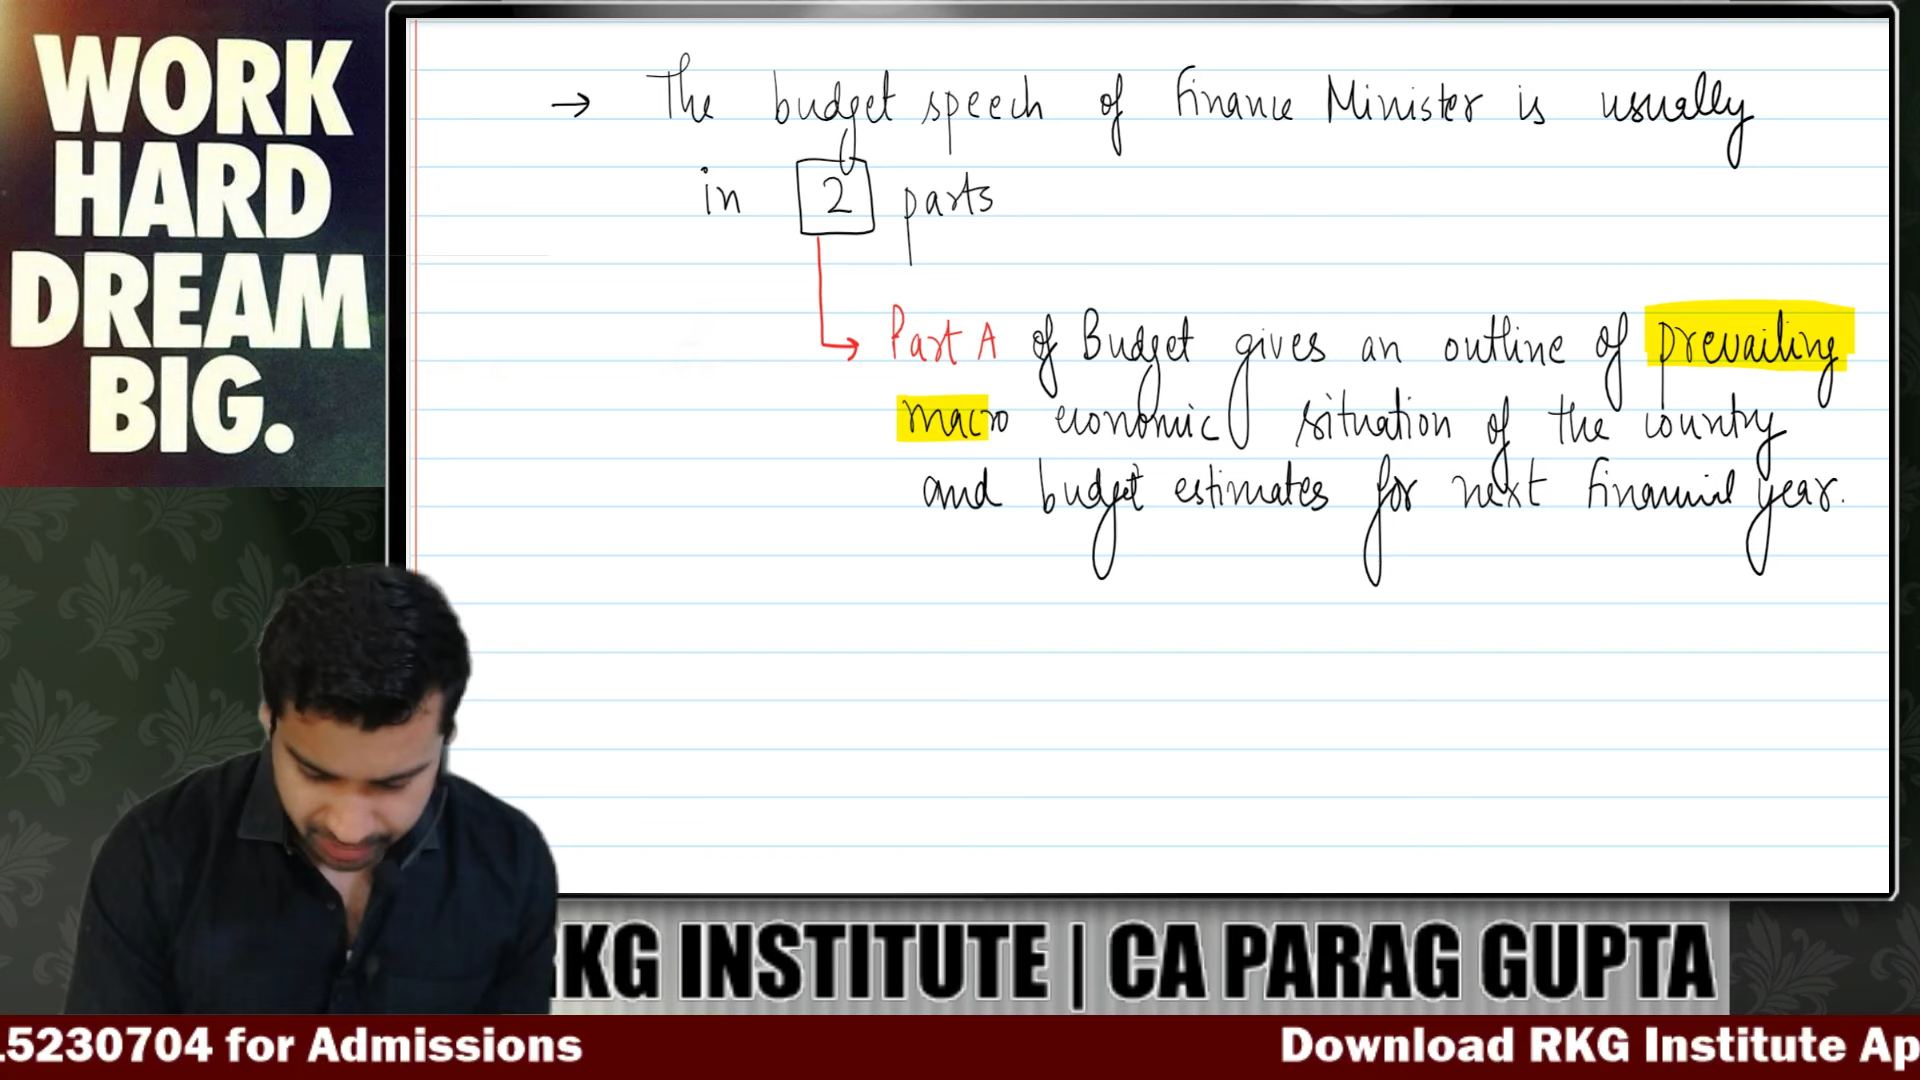 WORK
HARD
DREAM
BIG.
→ The budget speech of Finance Minister is usually
in 2 parts
Part A of Budget gives an outline of prevailing
macro economic situation of the country
and budget estimates for next financial year.
KG INSTITUTE | CA PARAG GUPTA
5230704 for Admissions
Download RKG Institute Ap